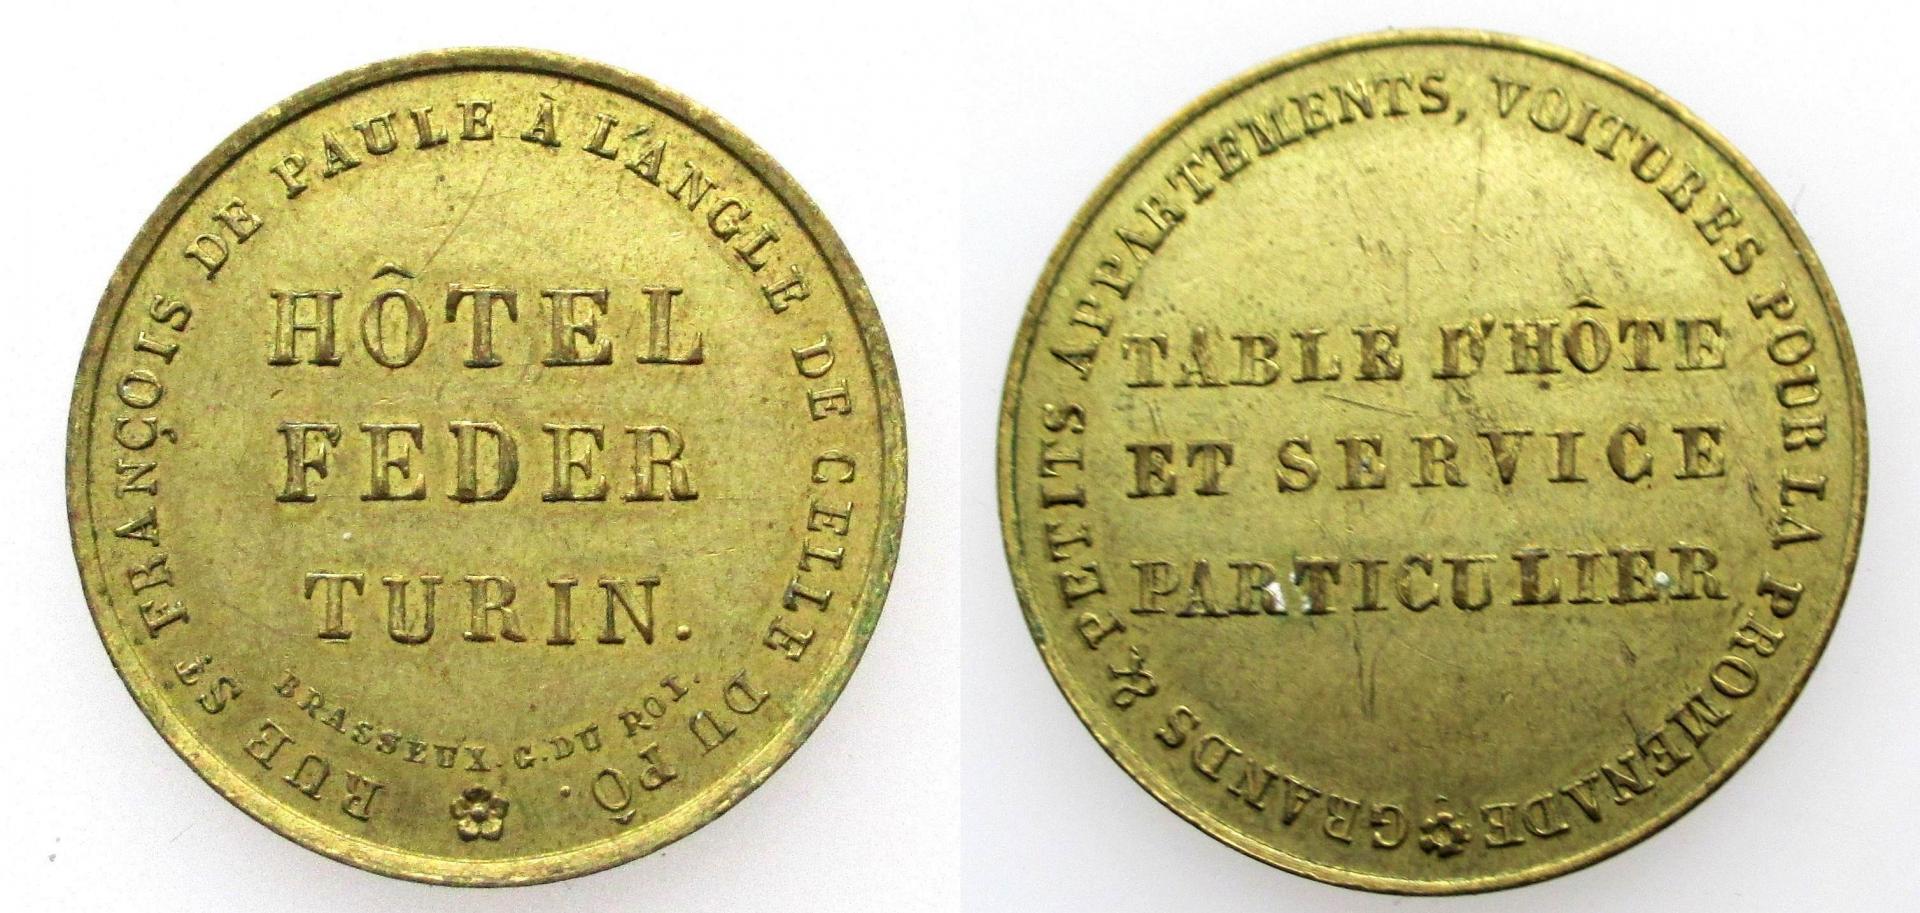 RUE ST FRANÇOIS DE PAULE À L'ANGLE DE CELLE DU PÔ.
HÔTEL
FEDER
TURIN.
BRASSEUX. G. DU ROI.
GRANDS & PETITS APPARTEMENTS, VOITURES POUR LA PROMENADE
TABLE D'HÔTE
ET SERVICE
PARTICULIER